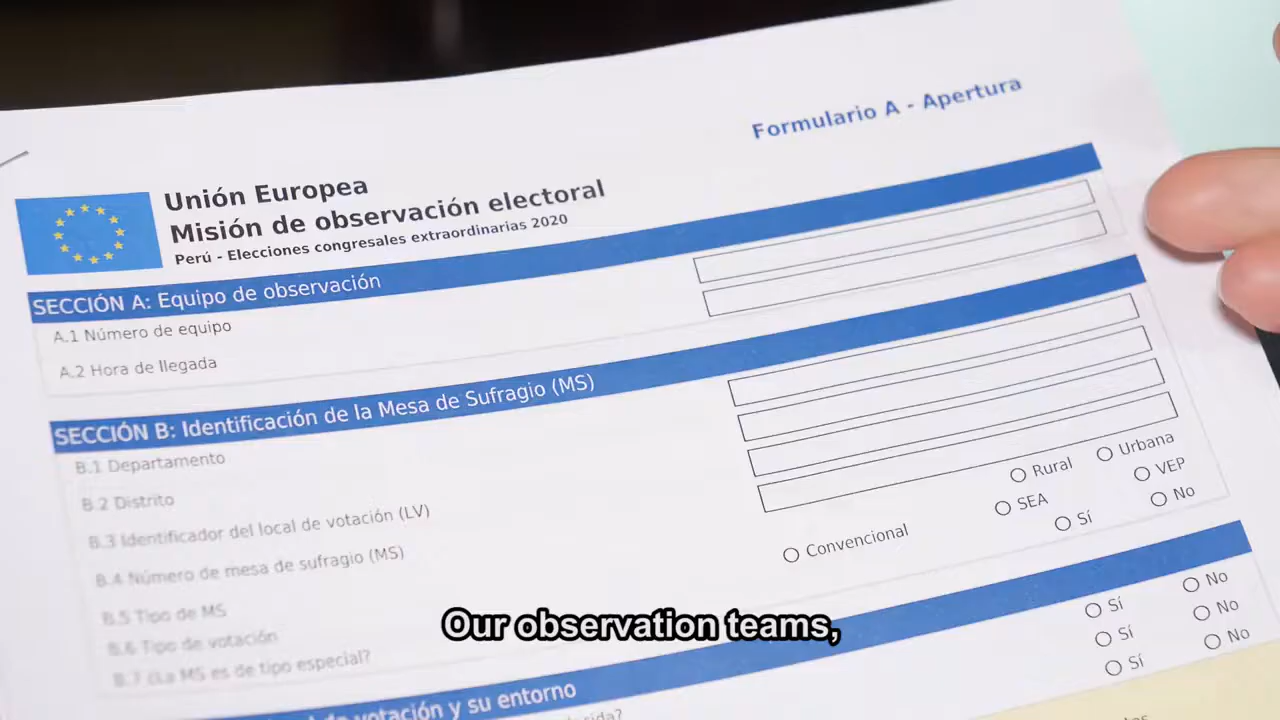 Formulario A - Apertura
Unión Europea
Misión de observación electoral
Perú - Elecciones congresales extraordinarias 2020
SECCIÓN A: Equipo de observación
A.1 Número de equipo
A.2 Hora de llegada
SECCIÓN B: Identificación de la Mesa de Sufragio (MS)
B.1 Departamento
B.2 Distrito
B.3 Identificador del local de votación (LV)
B.4 Número de mesa de sufragio (MS)
B.5 Tipo de MS
Rural Urbana
B.6 Tipo de votación
Convencional SEA VEP
B.7 ¿La MS es de tipo especial?
Sí No
de votación y su entorno
Sí No
Sí No
Sí No
Our observation teams,